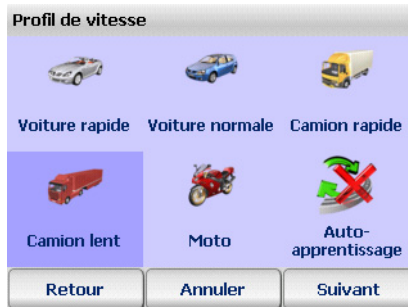 Profil de vitesse
Voiture rapide
Voiture normale
Camion rapide
Camion lent
Moto
Auto-
apprentissage
Retour
Annuler
Suivant